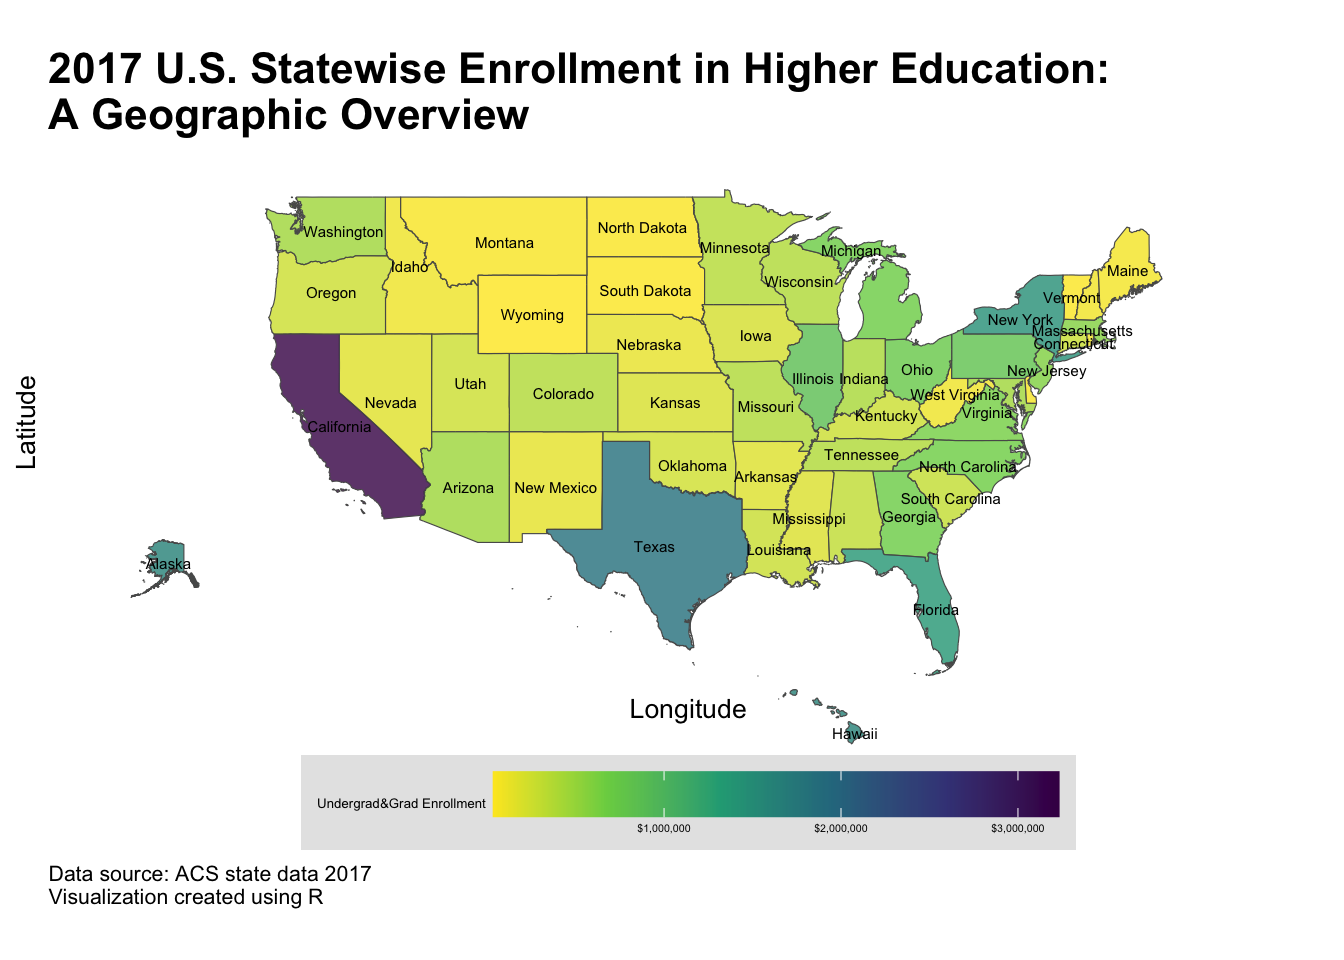 2017 U.S. Statewise Enrollment in Higher Education:
A Geographic Overview
Washington
Montana
North Dakota
Minnesota
Michigan
Idaho
Maine
Oregon
Wisconsin
South Dakota
Vermont
Wyoming
New York
Massachusetts
Iowa
Nebraska
Connecticut
Utah
Colorado
Illinois
Indiana
Ohio
New Jersey
Nevada
Kansas
Missouri
West Virginia
Kentucky
Virginia
California
Latitude
Tennessee
Oklahoma
North Carolina
Arizona
New Mexico
Arkansas
South Carolina
Mississippi
Georgia
Texas
Louisiana
Alaska
Florida
Longitude
Hawaii
Undergrad&Grad Enrollment
$1,000,000
$2,000,000
$3,000,000
Data source: ACS state data 2017
Visualization created using R